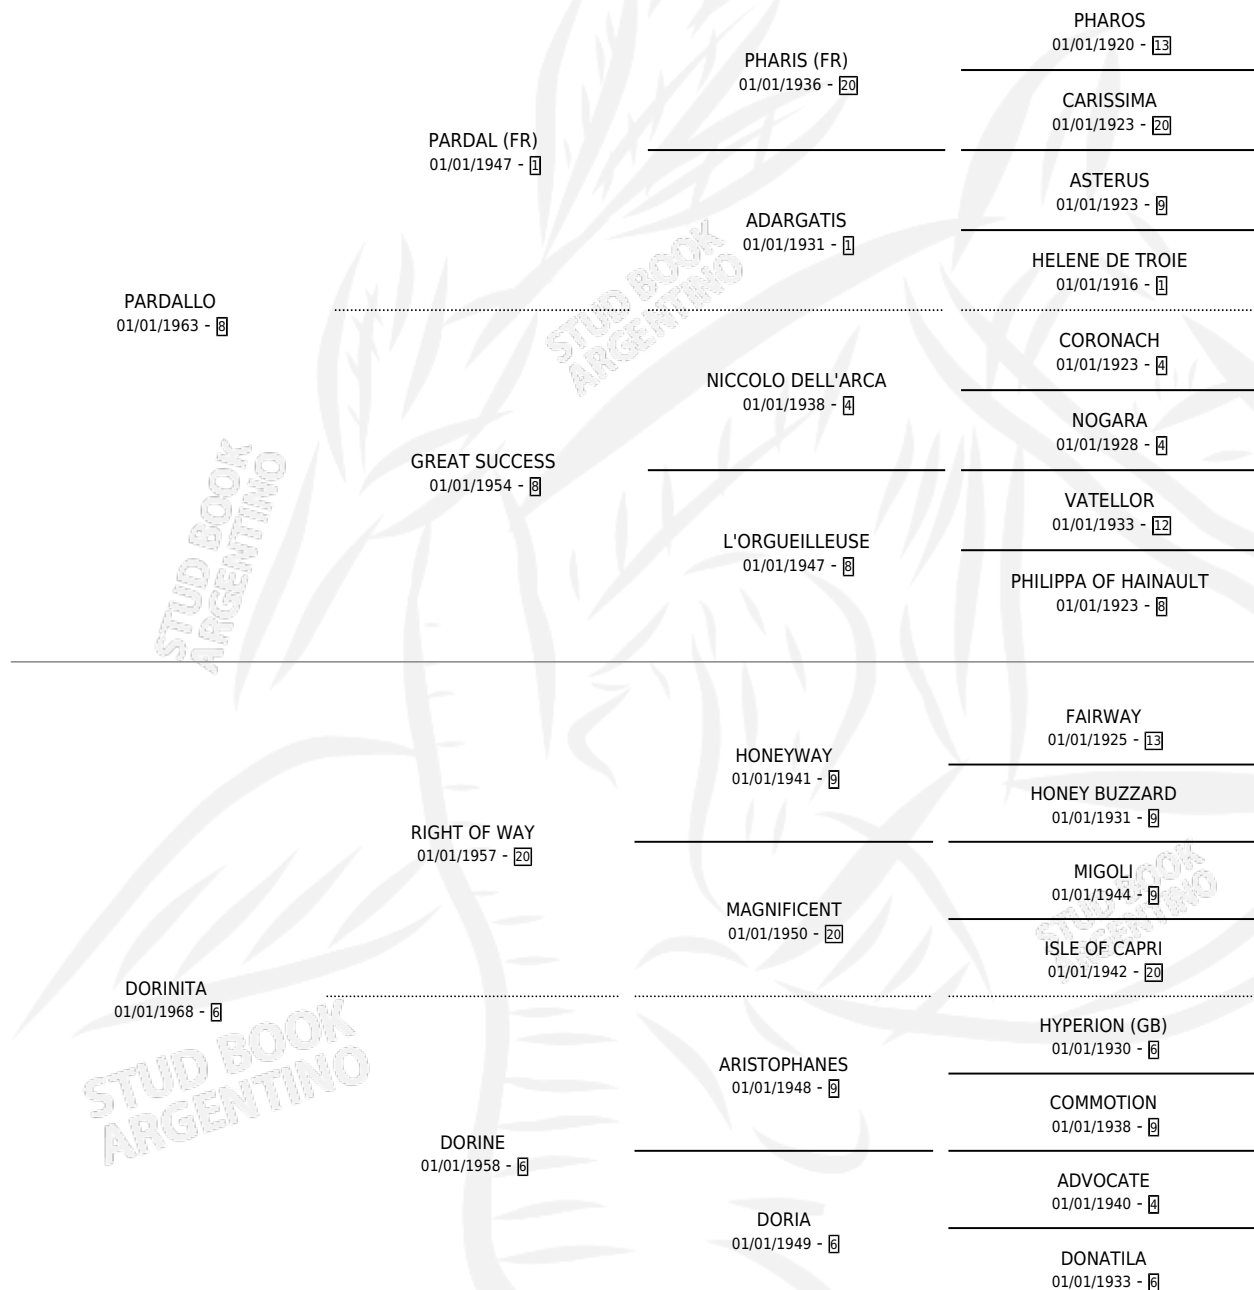 PHAROS
01/01/1920 - 13
PHARIS (FR)
01/01/1936 - 20
CARISSIMA
01/01/1923 - 20
PARDAL (FR)
01/01/1947 - 1
ASTERUS
01/01/1923 - 9
ADARGATIS
01/01/1931 - 1
HELENE DE TROIE
01/01/1916 - 1
PARDALLO
01/01/1963 - 8
STUD BOOK
ARGENTINO
CORONACH
01/01/1923 - 4
NICCOLO DELL'ARCA
01/01/1938 - 4
NOGARA
01/01/1928 - 4
GREAT SUCCESS
01/01/1954 - 8
VATELLOR
01/01/1933 - 12
L'ORGUEILLEUSE
01/01/1947 - 8
PHILIPPA OF HAINAULT
01/01/1923 - 8
STUD BOOK
ARGENTINO
FAIRWAY
01/01/1925 - 13
HONEYWAY
01/01/1941 - 9
HONEY BUZZARD
01/01/1931 - 9
RIGHT OF WAY
01/01/1957 - 20
MIGOLI
01/01/1944 - 9
MAGNIFICENT
01/01/1950 - 20
ISLE OF CAPRI
01/01/1942 - 20
STUD BOOK
ARGENTINO
DORINITA
01/01/1968 - 6
HYPERION (GB)
01/01/1930 - 6
ARISTOPHANES
01/01/1948 - 9
COMMOTION
01/01/1938 - 9
STUD BOOK
ARGENTINO
DORINE
01/01/1958 - 6
ADVOCATE
01/01/1940 - 4
DORIA
01/01/1949 - 6
DONATILA
01/01/1933 - 6